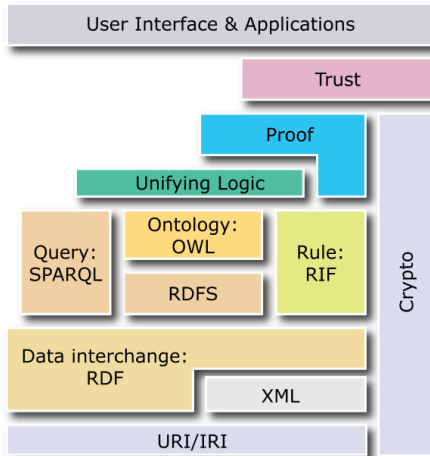 User Interface & Applications
Trust
Proof
Unifying Logic
Query:
SPARQL
Ontology:
OWL
RDFS
Rule:
RIF
Crypto
Data interchange:
RDF
XML
URI/IRI